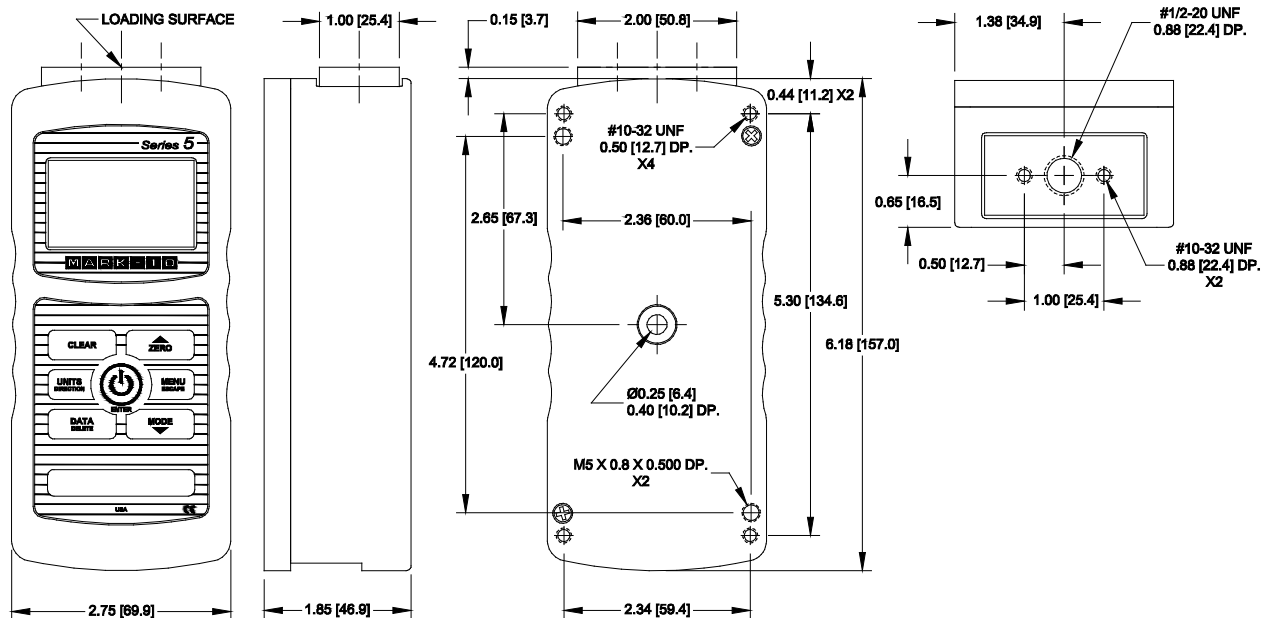 LOADING SURFACE
1.00 [25.4]
0.15 [3.7]
2.00 [50.8]
1.38 [34.9]
#1/2-20 UNF
0.88 [22.4] DP.
0.44 [11.2] X2
#10-32 UNF
0.50 [12.7] DP.
X4
Series 5
2.65 [67.3]
2.36 [60.0]
0.65 [16.5]
#10-32 UNF
0.88 [22.4] DP.
X2
0.50 [12.7]
1.00 [25.4]
MARK-10
5.30 [134.6]
6.18 [157.0]
4.72 [120.0]
CLEAR
ZERO
UNITS
DIRECTION
MENU
ESCAPE
ENTER
DATA
DELETE
MODE
Ø0.25 [6.4]
0.40 [10.2] DP.
M5 X 0.8 X 0.500 DP.
X2
USA
CE
2.75 [69.9]
1.85 [46.9]
2.34 [59.4]